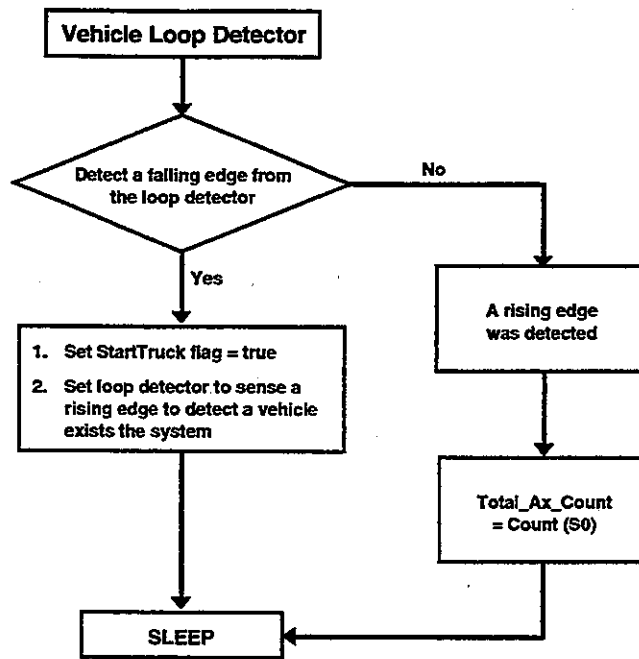 Vehicle Loop Detector
Detect a falling edge from
the loop detector
No
Yes
A rising edge
was detected
1. Set StartTruck flag = true
2. Set loop detector to sense a
rising edge to detect a vehicle
exists the system
Total_Ax_Count
= Count (S0)
SLEEP